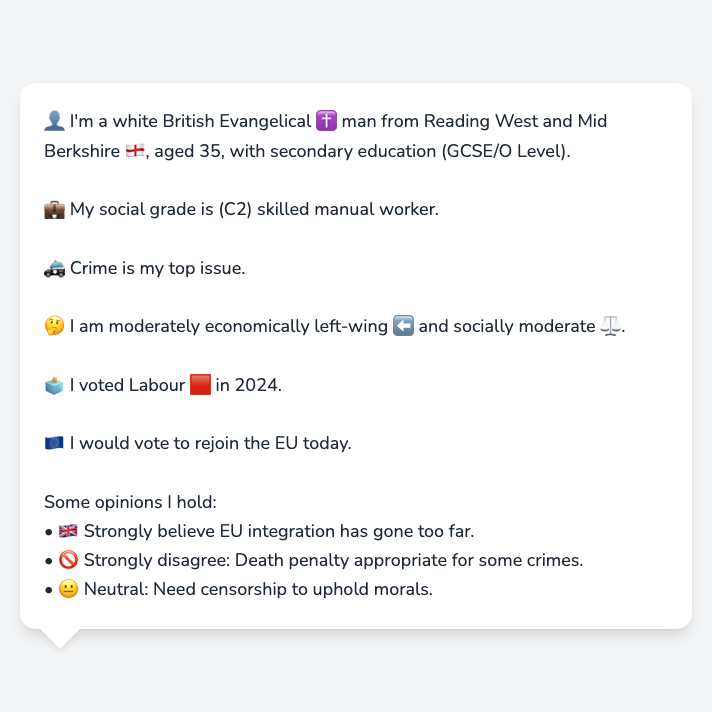 👤 I'm a white British Evangelical ✝️ man from Reading West and Mid
Berkshire 🏴󠁧󠁢󠁥󠁮󠁧󠁿, aged 35, with secondary education (GCSE/O Level).
💼 My social grade is (C2) skilled manual worker.
🚓 Crime is my top issue.
🤔 I am moderately economically left-wing ⬅️ and socially moderate ⚖️.
🗳️ I voted Labour 🟥 in 2024.
🇪🇺 I would vote to rejoin the EU today.
Some opinions I hold:
• 🇬🇧 Strongly believe EU integration has gone too far.
• 🚫 Strongly disagree: Death penalty appropriate for some crimes.
• 😐 Neutral: Need censorship to uphold morals.